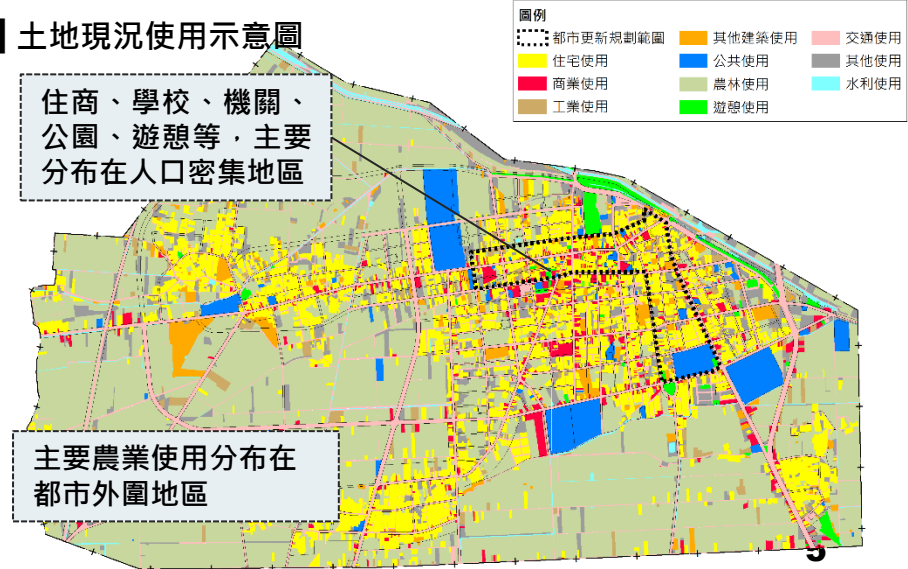 土地現況使用示意圖
圖例
都市更新規劃範圍
其他建築使用
交通使用
住宅使用
公共使用
其他使用
商業使用
農林使用
水利使用
工業使用
遊憩使用
住商、學校、機關、
公園、遊憩等，主要
分布在人口密集地區
主要農業使用分布在
都市外圍地區